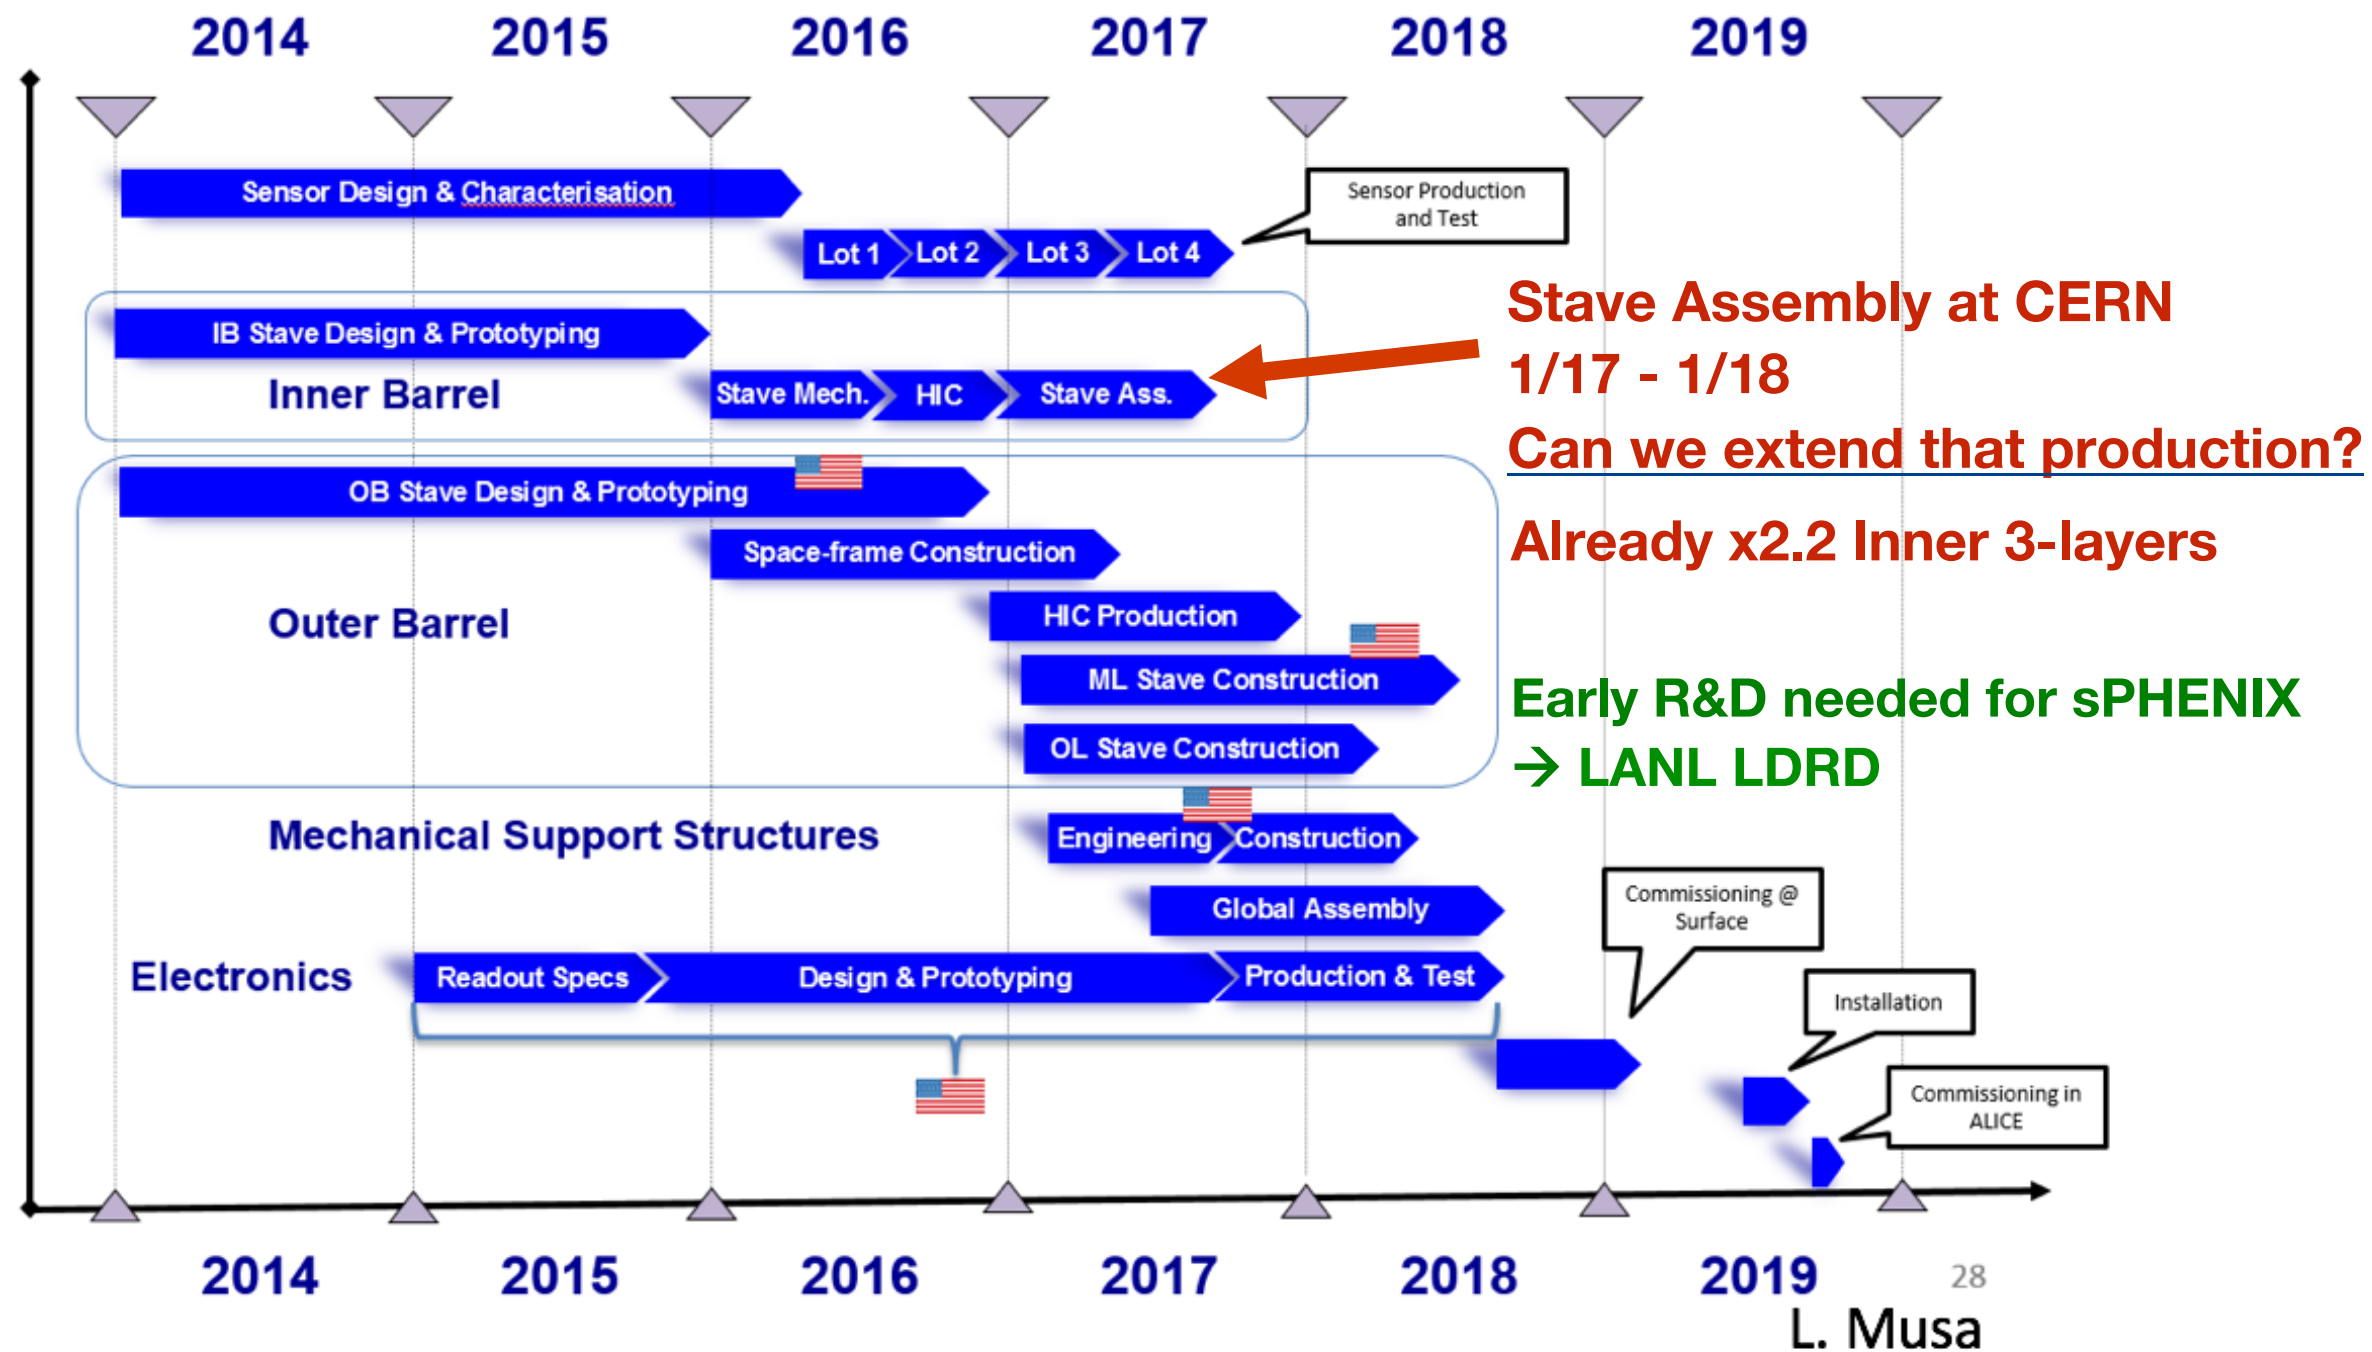 2014 2015 2016 2017 2018 2019
Sensor Design & Characterisation
Sensor Production
and Test
Lot 1 Lot 2 Lot 3 Lot 4
Stave Assembly at CERN
1/17 - 1/18
Can we extend that production?
Already x2.2 Inner 3-layers
IB Stave Design & Prototyping
Inner Barrel
Stave Mech. HIC Stave Ass.
OB Stave Design & Prototyping
Space-frame Construction
Outer Barrel
HIC Production
ML Stave Construction
OL Stave Construction
Early R&D needed for sPHENIX
→ LANL LDRD
Mechanical Support Structures
Engineering Construction
Global Assembly
Electronics
Readout Specs Design & Prototyping Production & Test
Commissioning @
Surface
Installation
Commissioning in
ALICE
2014 2015 2016 2017 2018 2019
28
L. Musa